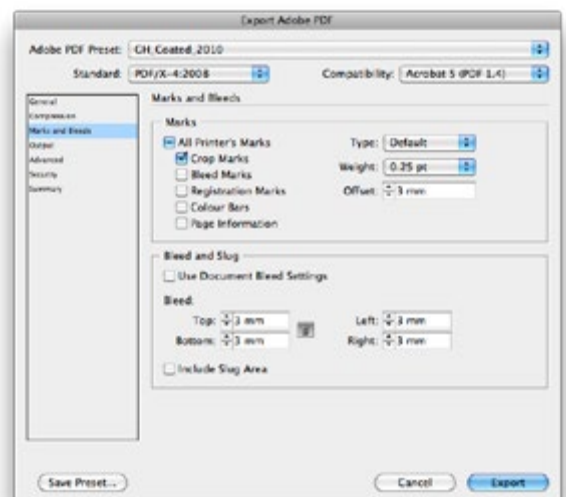 Export Adobe PDF
Adobe PDF Preset: GH_Coated_2010
Standard: PDF/X-4:2008 Compatibility: Acrobat 5 (PDF 1.4)
General
Compression
Marks and Bleeds
Output
Advanced
Security
Summary
Marks and Bleeds
Marks
All Printer's Marks
Crop Marks
Bleed Marks
Registration Marks
Colour Bars
Page Information
Type: Default
Weight: 0.25 pt
Offset: 3 mm
Bleed and Slug
Use Document Bleed Settings
Bleed:
Top: 3 mm Left: 3 mm
Bottom: 3 mm Right: 3 mm
Include Slug Area
Save Preset... Cancel Export